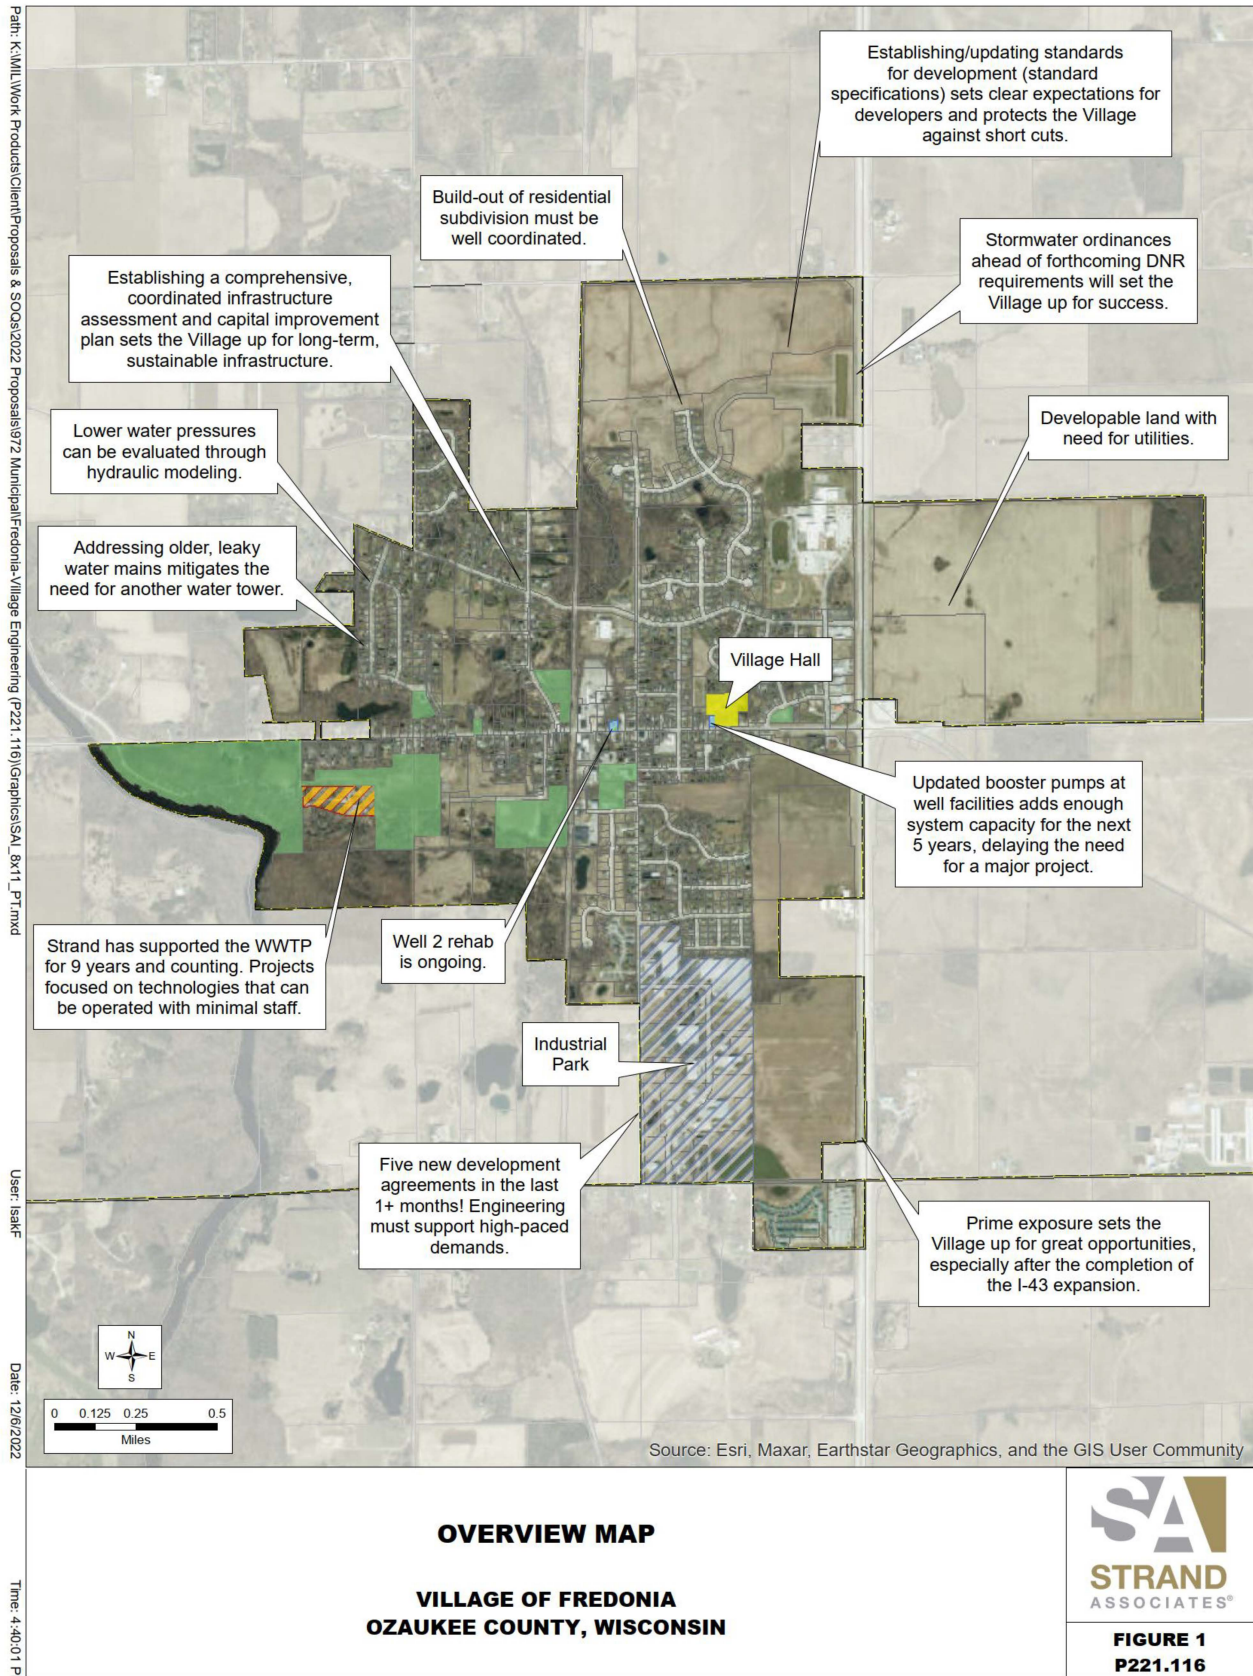 Path: K:\MIL\Work Products\Client\Proposals & SOQs\2022 Proposals\972 Municipal\Fredonia-Village Engineering (P221.116)\Graphics\SAI_8x11_PT.mxd
User: IsakF
Date: 12/6/2022
Time: 4:40:01 P
Establishing/updating standards
for development (standard
specifications) sets clear expectations for
developers and protects the Village
against short cuts.
Build-out of residential
subdivision must be
well coordinated.
Stormwater ordinances
ahead of forthcoming DNR
requirements will set the
Village up for success.
Establishing a comprehensive,
coordinated infrastructure
assessment and capital improvement
plan sets the Village up for long-term,
sustainable infrastructure.
Lower water pressures
can be evaluated through
hydraulic modeling.
Developable land with
need for utilities.
Addressing older, leaky
water mains mitigates the
need for another water tower.
Village Hall
Updated booster pumps at
well facilities adds enough
system capacity for the next
5 years, delaying the need
for a major project.
Strand has supported the WWTP
for 9 years and counting. Projects
focused on technologies that can
be operated with minimal staff.
Well 2 rehab
is ongoing.
Industrial
Park
Five new development
agreements in the last
1+ months! Engineering
must support high-paced
demands.
Prime exposure sets the
Village up for great opportunities,
especially after the completion of
the I-43 expansion.
N
W E
S
0 0.125 0.25 0.5
Miles
Source: Esri, Maxar, Earthstar Geographics, and the GIS User Community
OVERVIEW MAP
VILLAGE OF FREDONIA
OZAUKEE COUNTY, WISCONSIN
SA
STRAND
ASSOCIATES®
FIGURE 1
P221.116